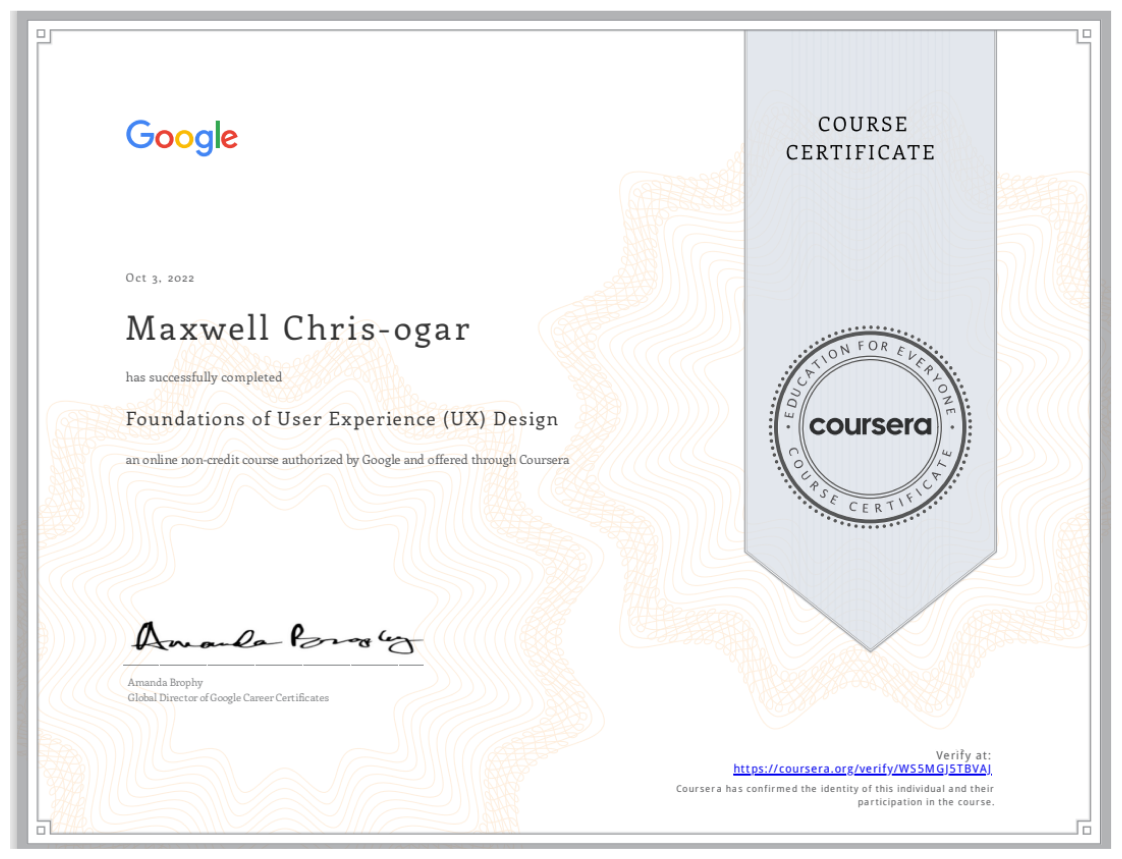 Google
COURSE
CERTIFICATE
Oct 3, 2022
Maxwell Chris-ogar
has successfully completed
Foundations of User Experience (UX) Design
an online non-credit course authorized by Google and offered through Coursera
EDUCATION FOR EVERYONE
coursera
COURSE CERTIFICATE
Amanda Brophy
Amanda Brophy
Global Director of Google Career Certificates
Verify at:
https://coursera.org/verify/WS5MGJ5TBVAJ
Coursera has confirmed the identity of this individual and their
participation in the course.